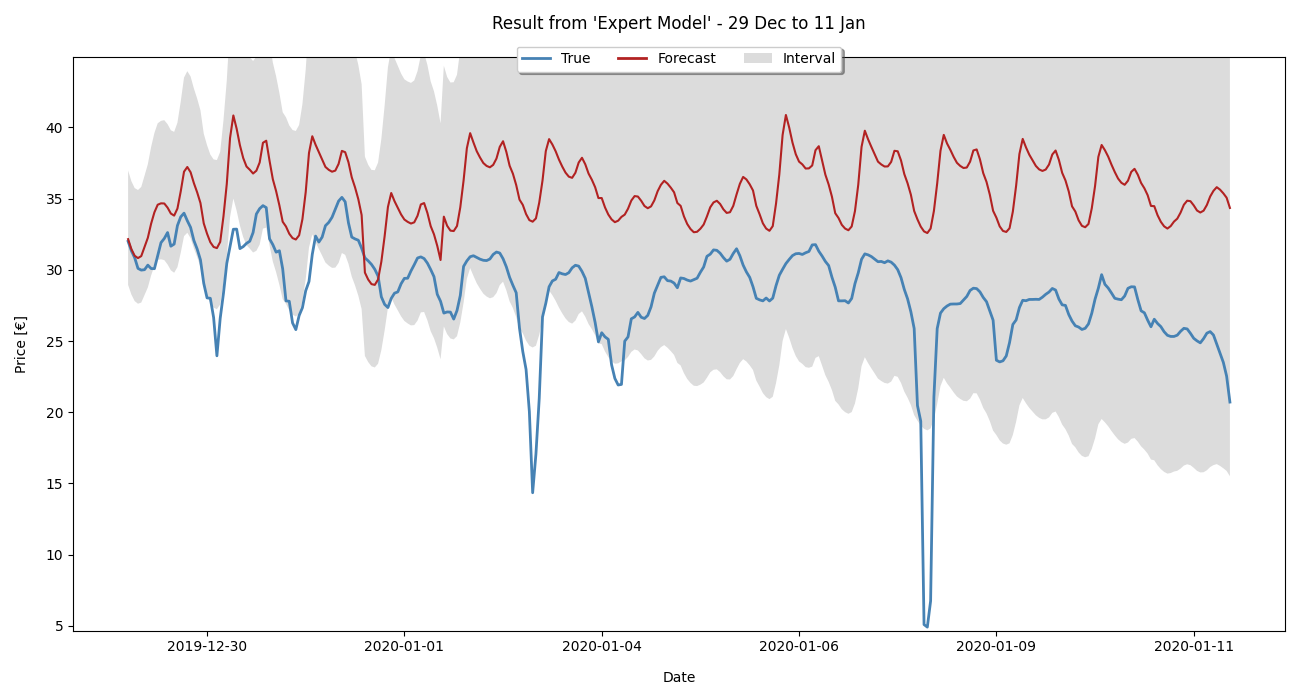 Result from 'Expert Model' - 29 Dec to 11 Jan
True Forecast Interval
Price [€]
40
35
30
25
20
15
10
5
2019-12-30 2020-01-01 2020-01-04 2020-01-06 2020-01-09 2020-01-11
Date